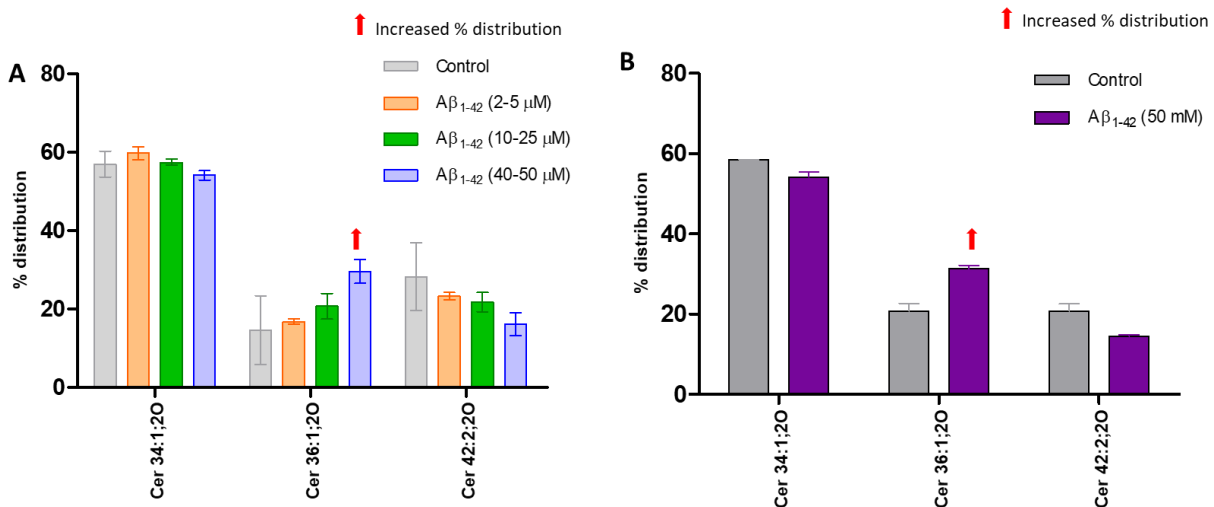 Increased % distribution
A
Control
Aβ1-42 (2-5 μM)
Aβ1-42 (10-25 μM)
Aβ1-42 (40-50 μM)
% distribution
80
60
40
20
0
Cer 34:1;2O
Cer 36:1;2O
Cer 42:2;2O
Increased % distribution
B
Control
Aβ1-42 (50 mM)
% distribution
80
60
40
20
0
Cer 34:1;2O
Cer 36:1;2O
Cer 42:2;2O